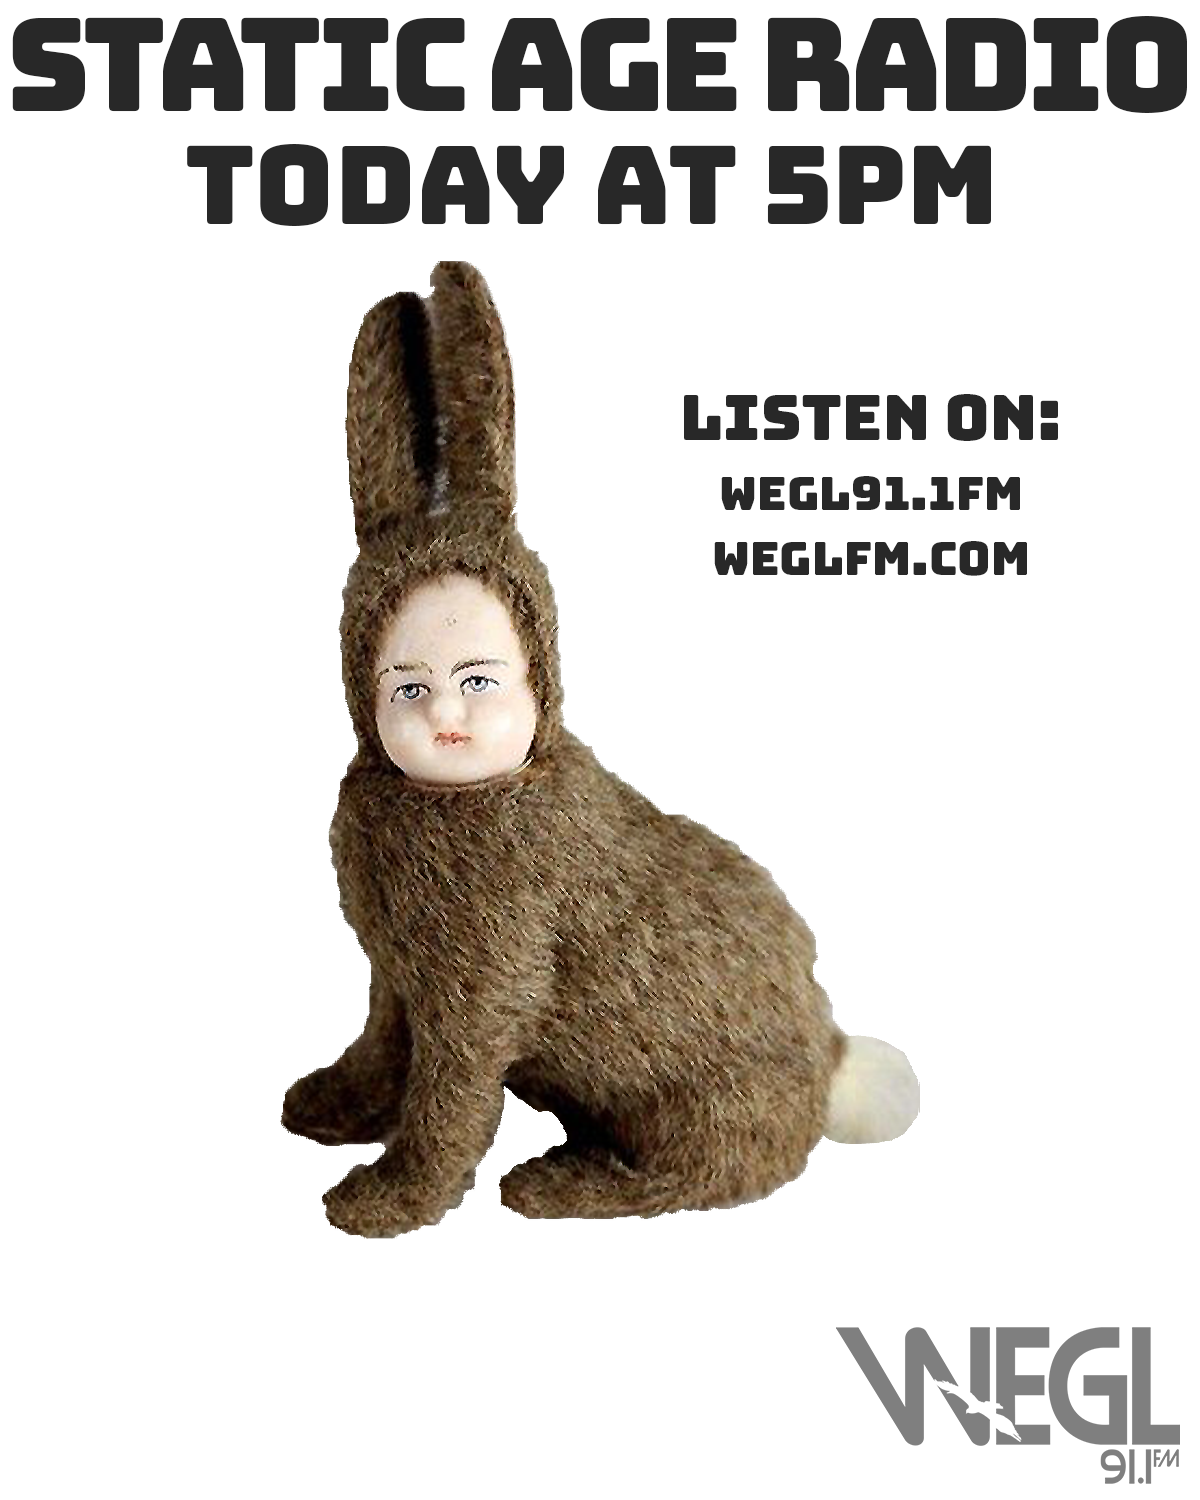 STATIC AGE RADIO
TODAY AT 5PM
LISTEN ON:
WEGL91.1FM
WEGLFM.COM
WEGL
91.1FM